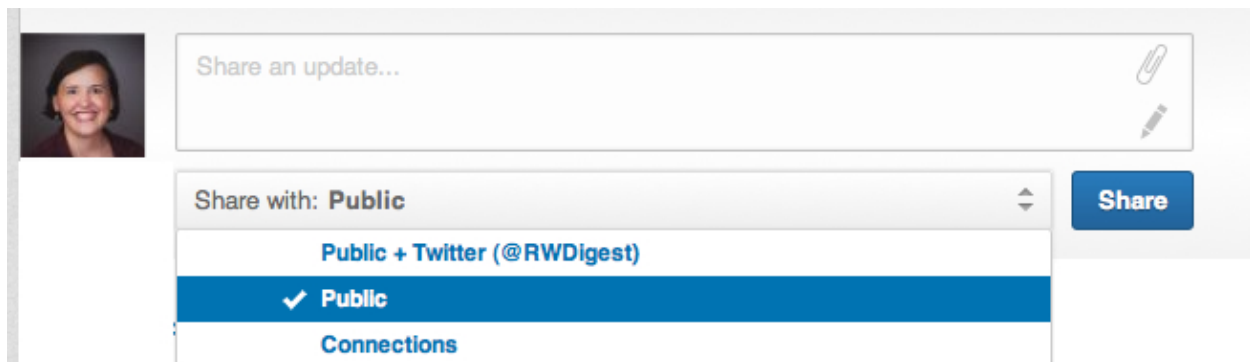 Share an update...
Share with: Public
Share
Public + Twitter (@RWDigest)
Public
Connections